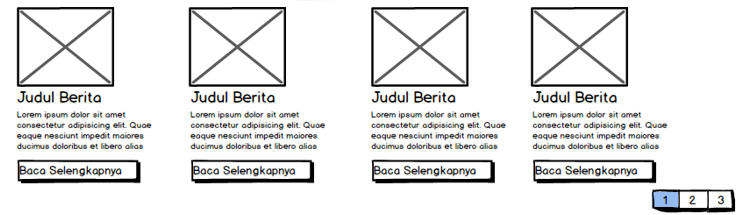 Judul Berita
Lorem ipsum dolor sit amet
consectetur adipisicing elit. Quae
eaque nesciunt impedit maiores
ducimus doloribus et libero alias
Baca Selengkapnya
Judul Berita
Lorem ipsum dolor sit amet
consectetur adipisicing elit. Quae
eaque nesciunt impedit maiores
ducimus doloribus et libero alias
Baca Selengkapnya
Judul Berita
Lorem ipsum dolor sit amet
consectetur adipisicing elit. Quae
eaque nesciunt impedit maiores
ducimus doloribus et libero alias
Baca Selengkapnya
Judul Berita
Lorem ipsum dolor sit amet
consectetur adipisicing elit. Quae
eaque nesciunt impedit maiores
ducimus doloribus et libero alias
Baca Selengkapnya
1 2 3